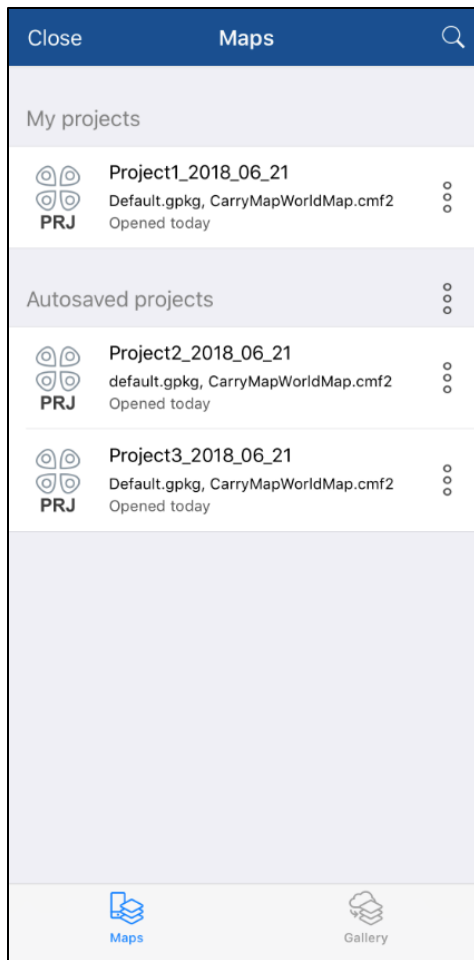 Close
Maps
My projects
PRJ
Project1_2018_06_21
Default.gpkg, CarryMapWorldMap.cmf2
Opened today
Autosaved projects
PRJ
Project2_2018_06_21
default.gpkg, CarryMapWorldMap.cmf2
Opened today
PRJ
Project3_2018_06_21
Default.gpkg, CarryMapWorldMap.cmf2
Opened today
Maps
Gallery